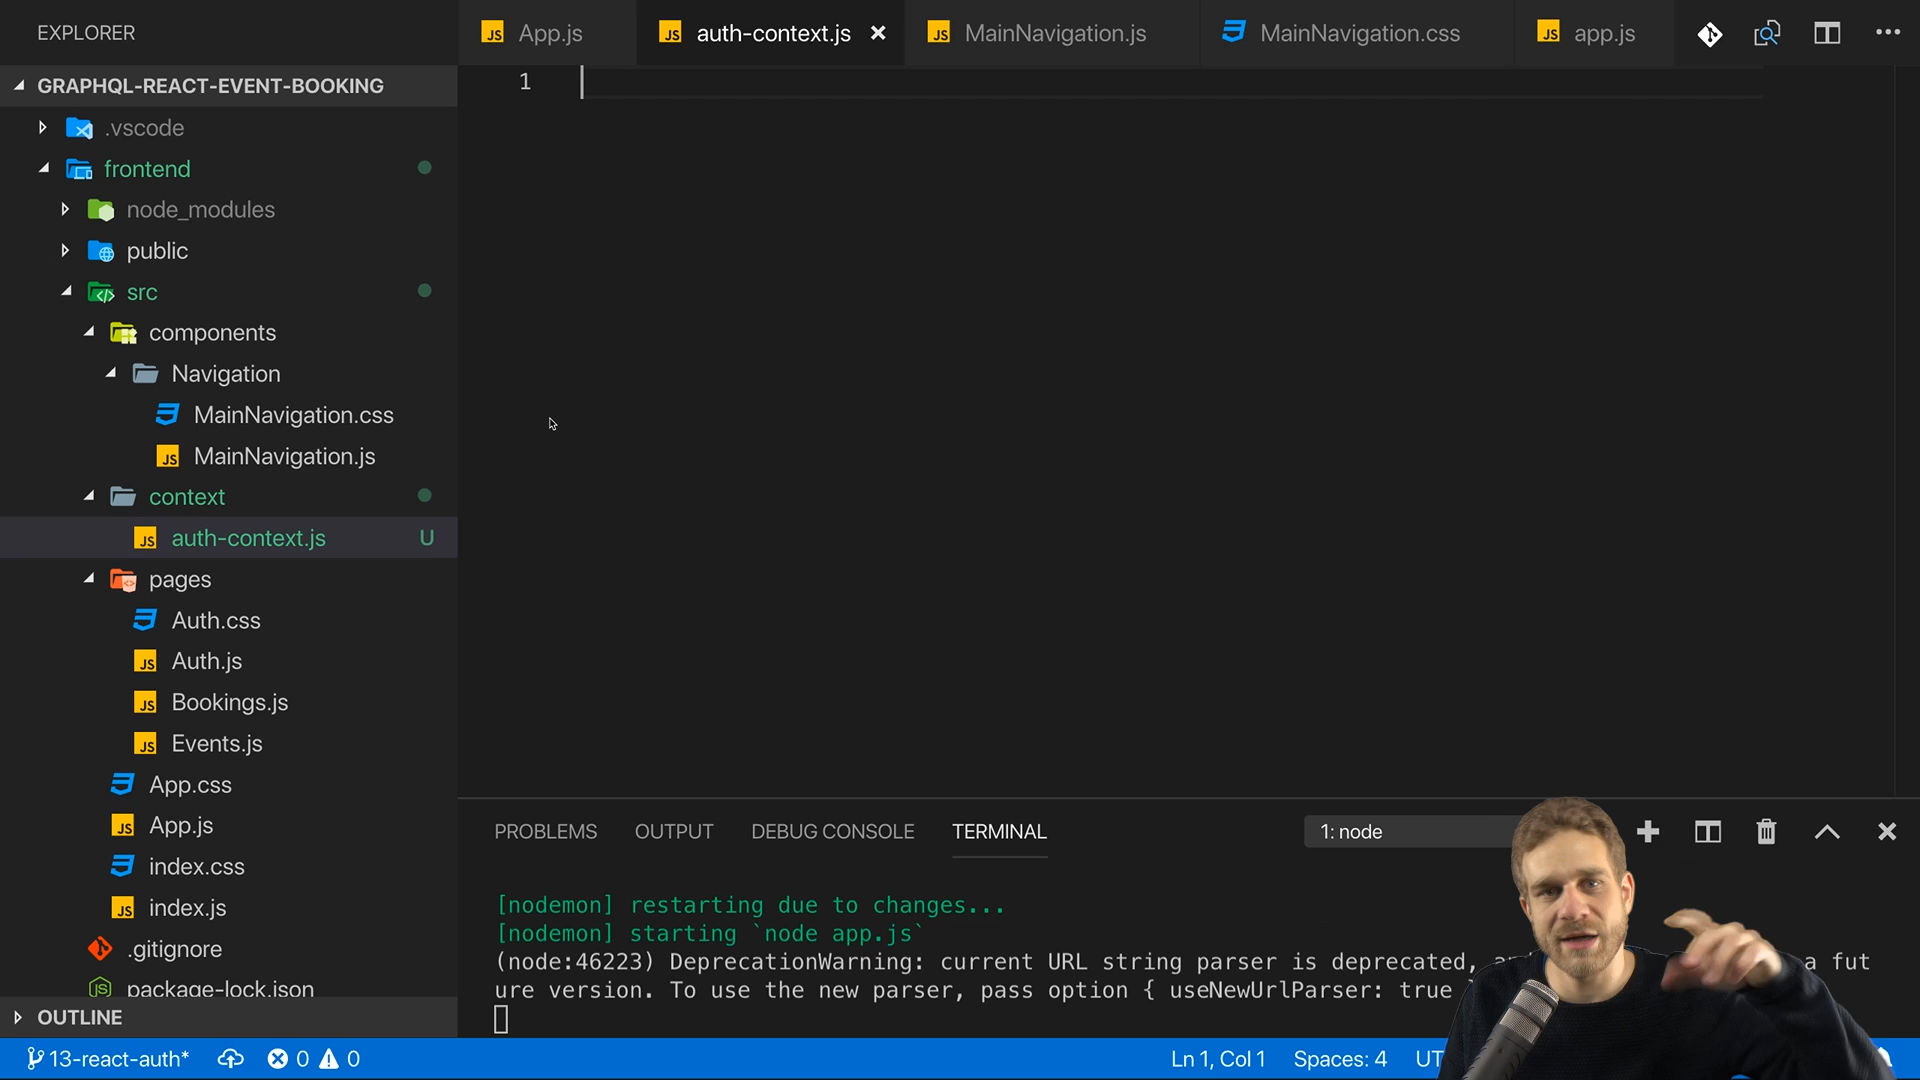 EXPLORER
GRAPHQL-REACT-EVENT-BOOKING
.vscode
frontend
node_modules
public
src
components
Navigation
MainNavigation.css
MainNavigation.js
context
auth-context.js U
pages
Auth.css
Auth.js
Bookings.js
Events.js
App.css
App.js
index.css
index.js
.gitignore
package-lock.json
OUTLINE
JS App.js
JS auth-context.js
JS MainNavigation.js
MainNavigation.css
JS app.js
1
PROBLEMS OUTPUT DEBUG CONSOLE TERMINAL
1: node
[nodemon] restarting due to changes...
[nodemon] starting `node app.js`
(node:46223) DeprecationWarning: current URL string parser is deprecated, a fut
ure version. To use the new parser, pass option { useNewUrlParser: true
13-react-auth* 0 0
Ln 1, Col 1 Spaces: 4 UT